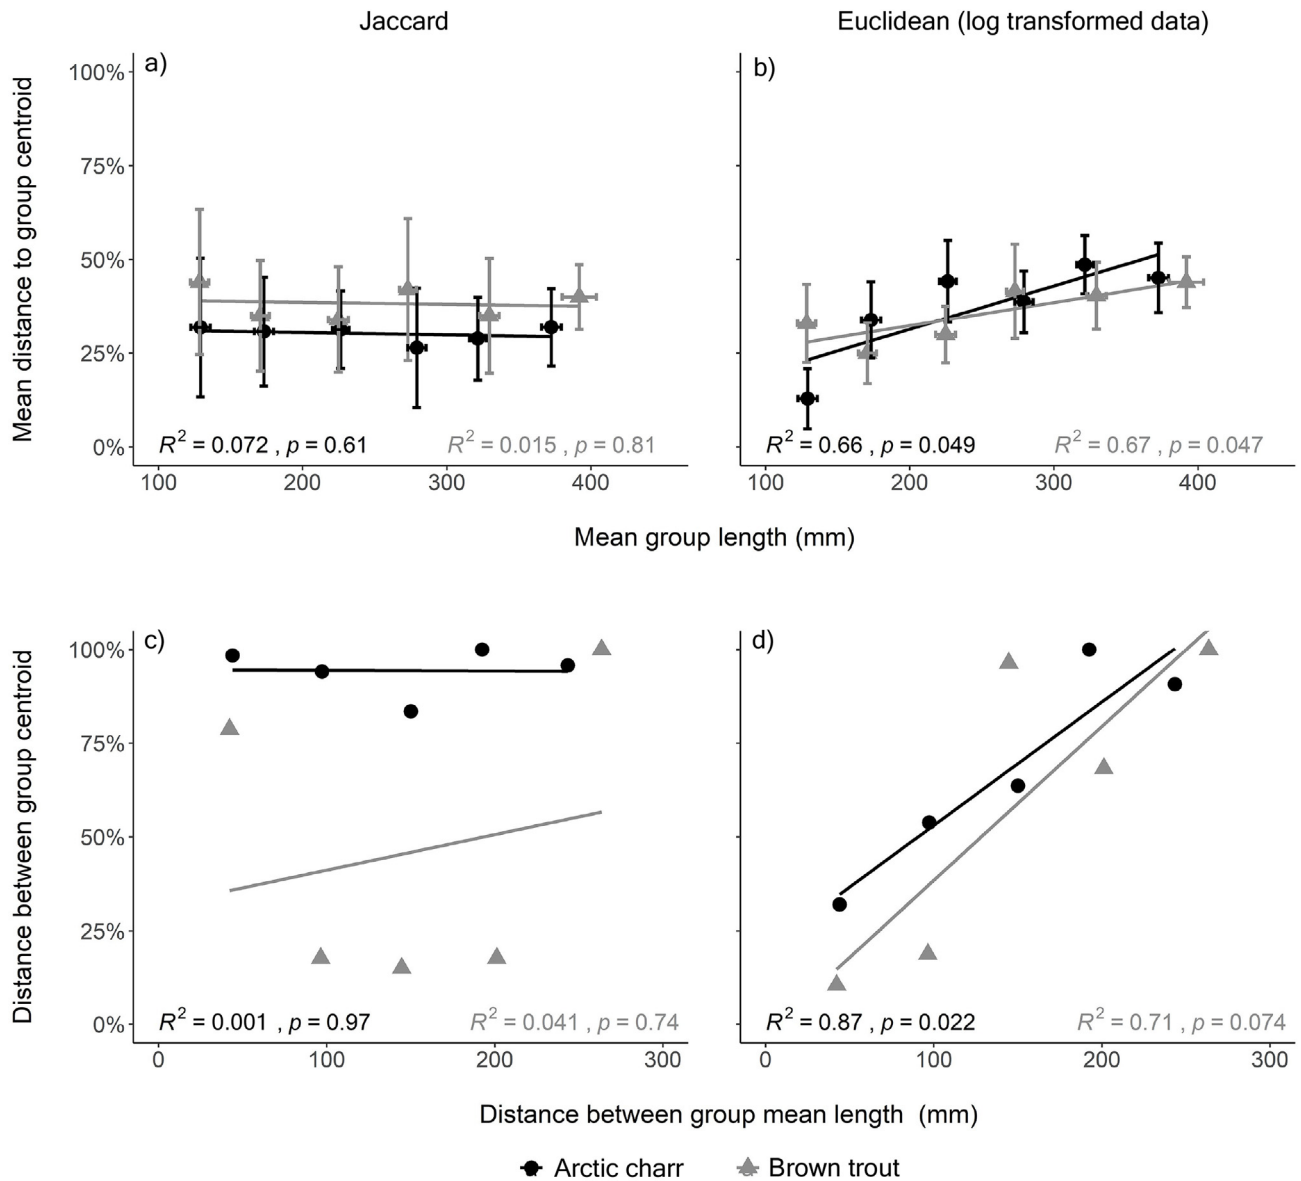 Jaccard
Euclidean (log transformed data)
Mean distance to group centroid
a)
b)
100%
75%
50%
25%
0%
R² = 0.072 , p = 0.61
R² = 0.015 , p = 0.81
R² = 0.66 , p = 0.049
R² = 0.67 , p = 0.047
100 200 300 400
100 200 300 400
Mean group length (mm)
Distance between group centroid
c)
d)
100%
75%
50%
25%
0%
R² = 0.001 , p = 0.97
R² = 0.041 , p = 0.74
R² = 0.87 , p = 0.022
R² = 0.71 , p = 0.074
0 100 200 300
0 100 200 300
Distance between group mean length (mm)
Arctic charr
Brown trout